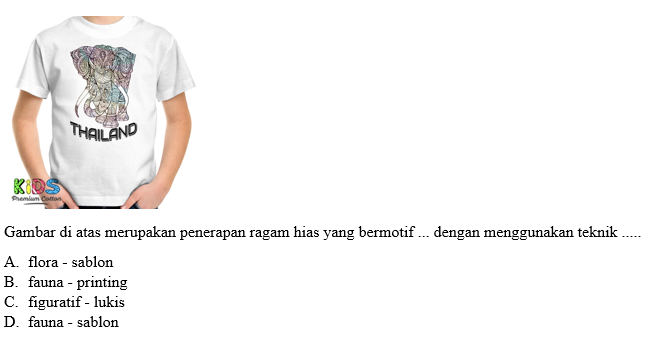 THAILAND
KIDS
Premium Cotton
Gambar di atas merupakan penerapan ragam hias yang bermotif ... dengan menggunakan teknik .....
A. flora - sablon
B. fauna - printing
C. figuratif - lukis
D. fauna - sablon